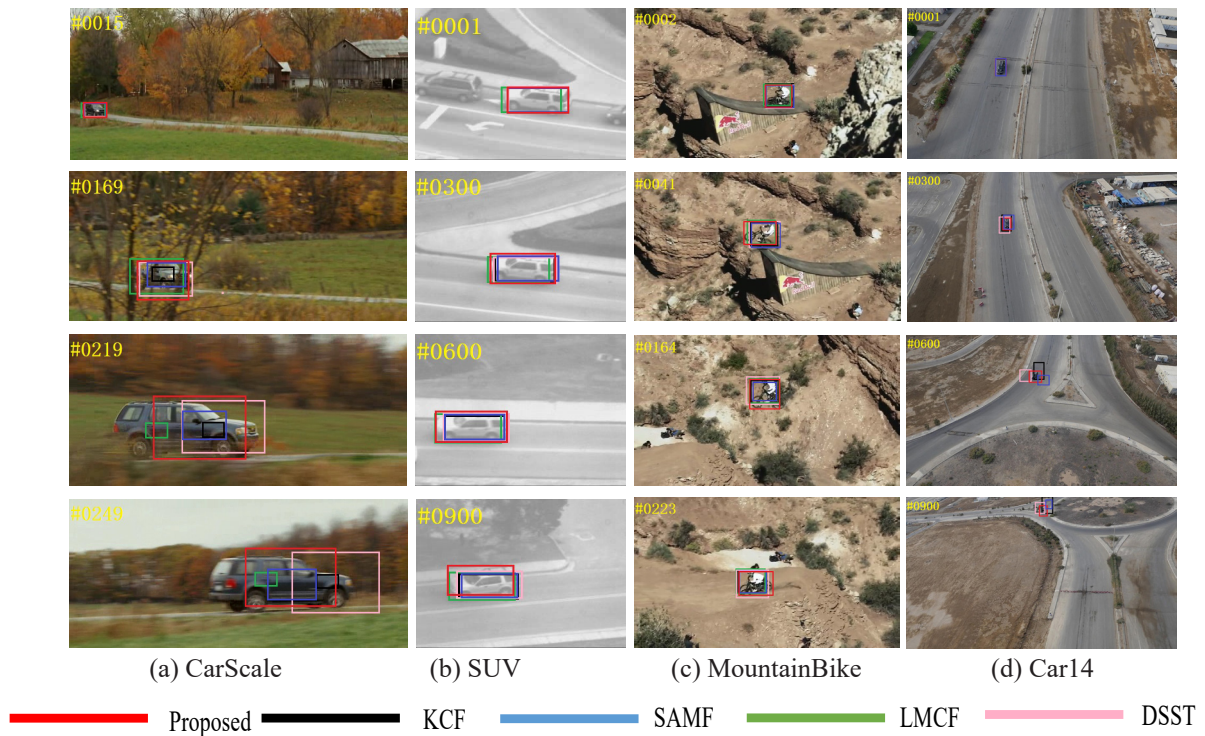 #0015 #0001 #0002 #0001
#0169 #0300 #0041 #0300
#0219 #0600 #0164 #0600
#0249 #0900 #0223 #0900
(a) CarScale (b) SUV (c) MountainBike (d) Car14
Proposed KCF SAMF LMCF DSST